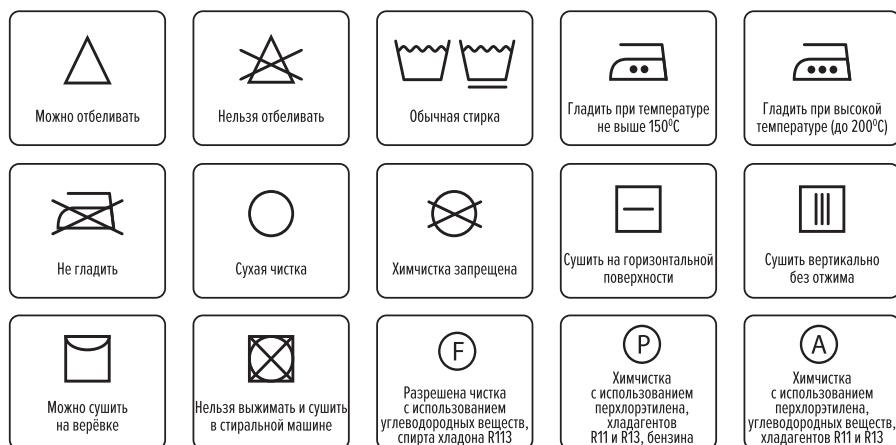 Можно отбеливать
Нельзя отбеливать
Обычная стирка
Гладить при температуре
не выше 150⁰С
Гладить при высокой
температуре (до 200⁰С)
Не гладить
Сухая чистка
Химчистка запрещена
Сушить на горизонтальной
поверхности
Сушить вертикально
без отжима
Можно сушить
на верёвке
Нельзя выжимать и сушить
в стиральной машине
F
Разрешена чистка
с использованием
углеводородных веществ,
спирта хладона R113
P
Химчистка
с использованием
перхлорэтилена,
хладагентов
R11 и R13, бензина
A
Химчистка
с использованием
перхлорэтилена,
углеводородных веществ,
хладагентов R11 и R13